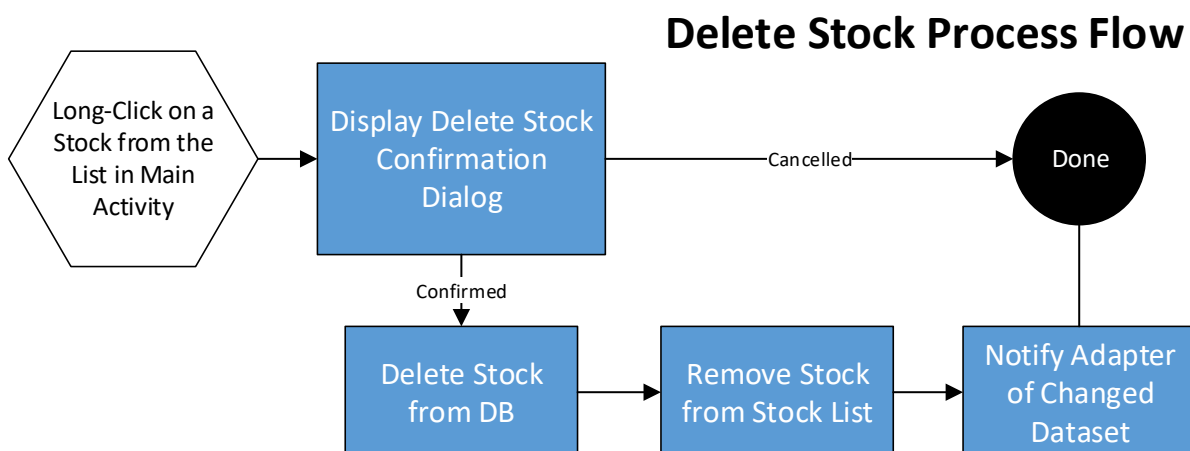 Delete Stock Process Flow
Long-Click on a
Stock from the
List in Main
Activity
Display Delete Stock
Confirmation
Dialog
Cancelled
Done
Confirmed
Delete Stock
from DB
Remove Stock
from Stock List
Notify Adapter
of Changed
Dataset